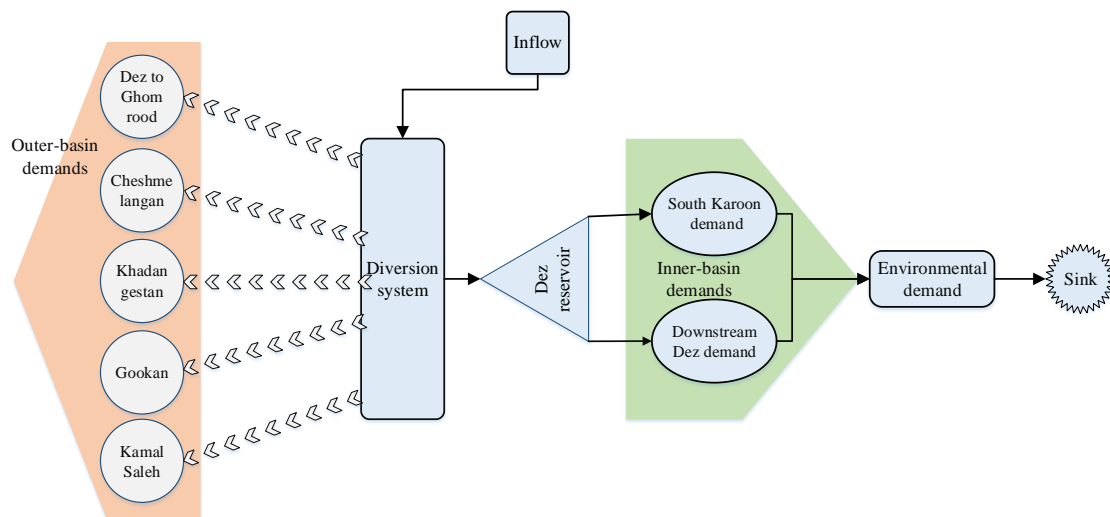 Inflow
Dez to
Ghom
rood
Outer-basin
demands
Cheshme
langan
Khadan
gestan
Gookan
Kamal
Saleh
Diversion
system
Dez
reservoir
South Karoon
demand
Inner-basin
demands
Downstream
Dez demand
Environmental
demand
Sink